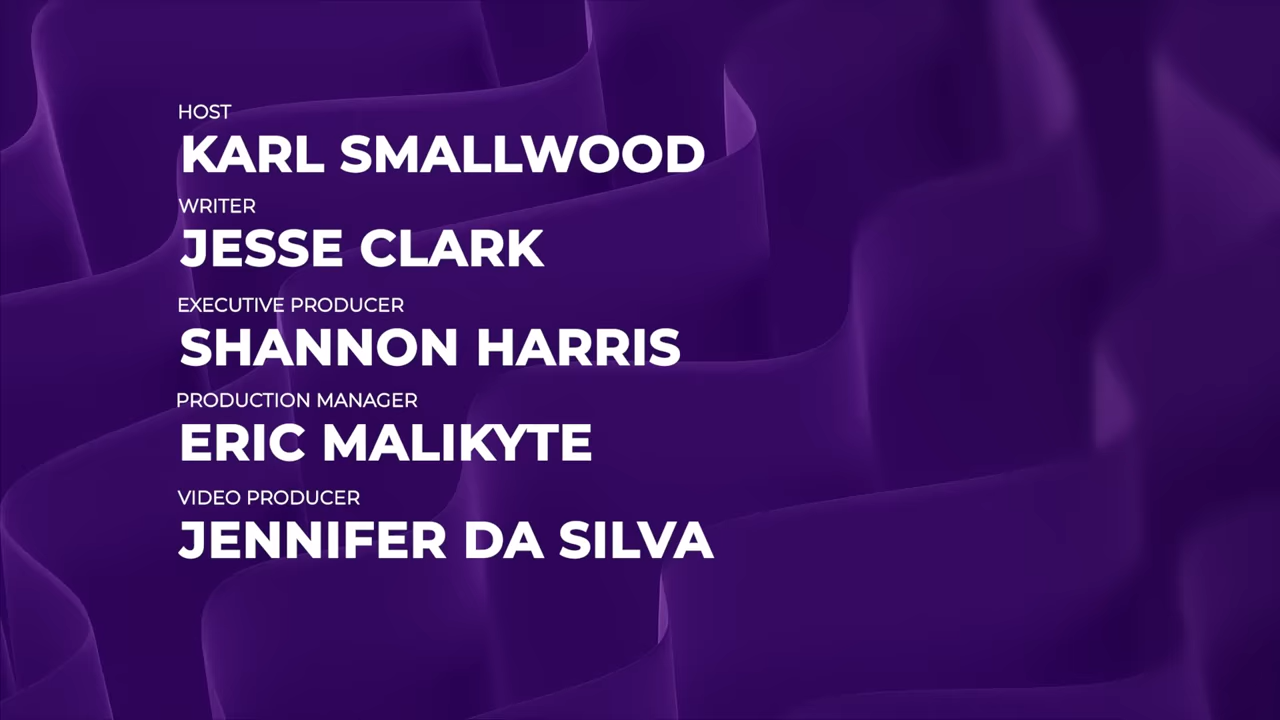 HOST
KARL SMALLWOOD
WRITER
JESSE CLARK
EXECUTIVE PRODUCER
SHANNON HARRIS
PRODUCTION MANAGER
ERIC MALIKYTE
VIDEO PRODUCER
JENNIFER DA SILVA